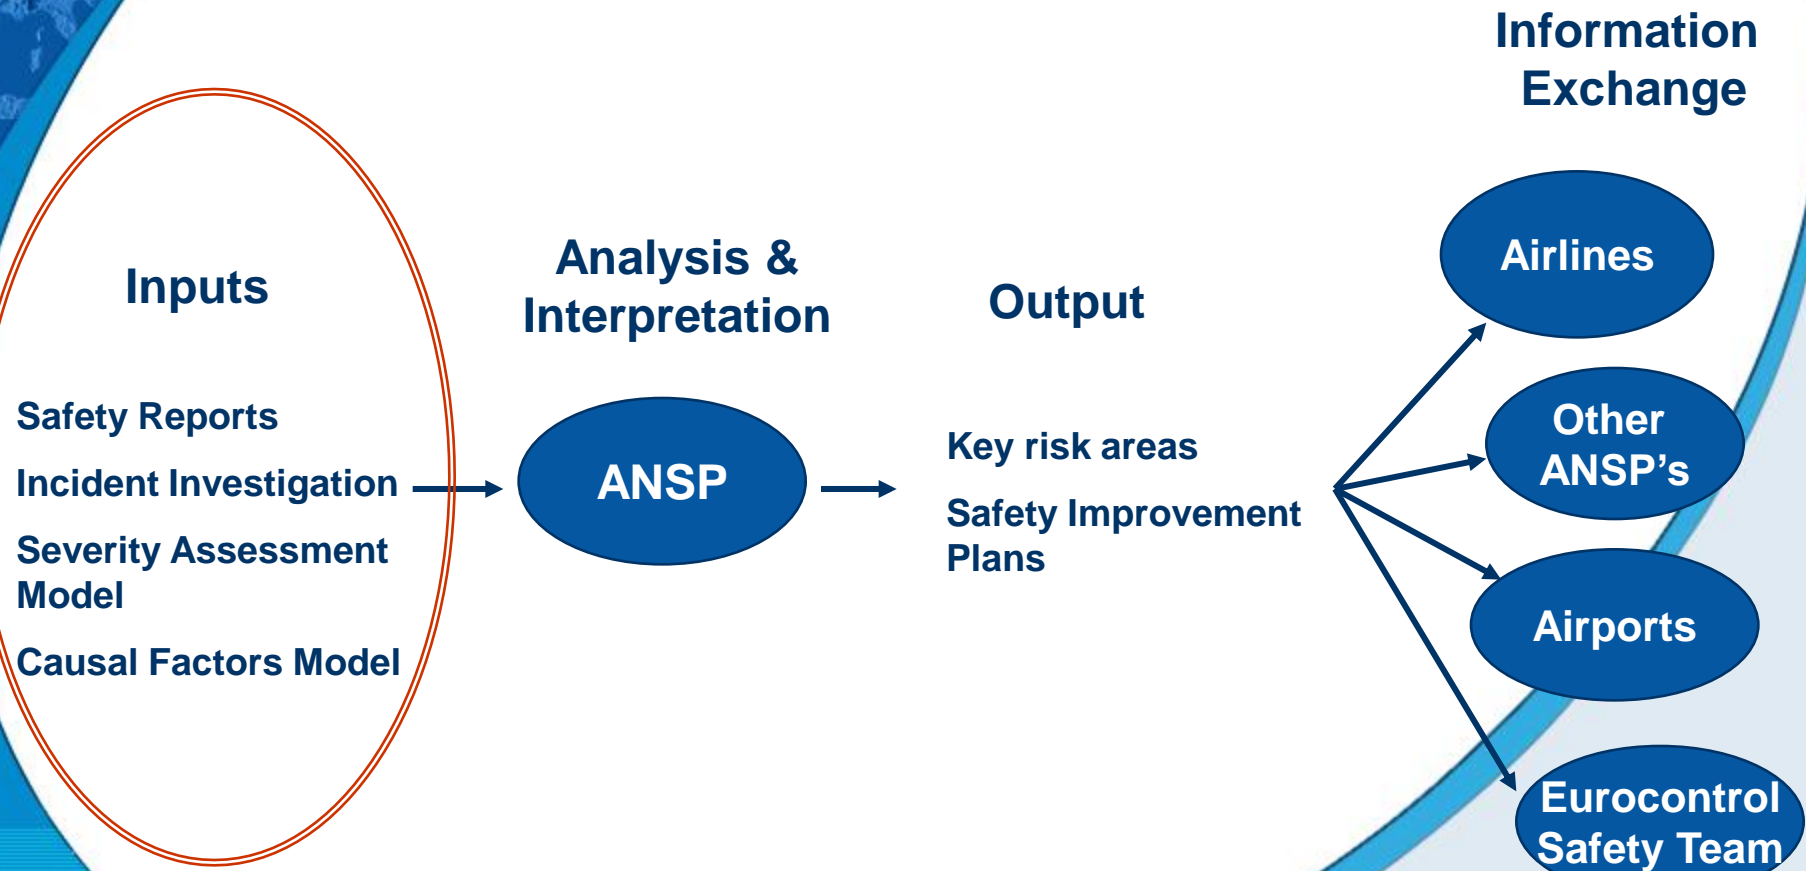 Information
Exchange
Inputs
Analysis &
Interpretation
Output
Safety Reports
Incident Investigation
Severity Assessment
Model
Causal Factors Model
ANSP
Key risk areas
Safety Improvement
Plans
Airlines
Other
ANSP’s
Airports
Eurocontrol
Safety Team